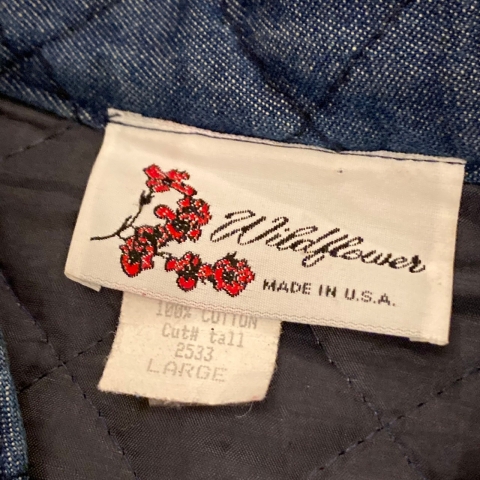 Wildflower
MADE IN U.S.A.
100% COTTON
Cut# tall
2533
LARGE